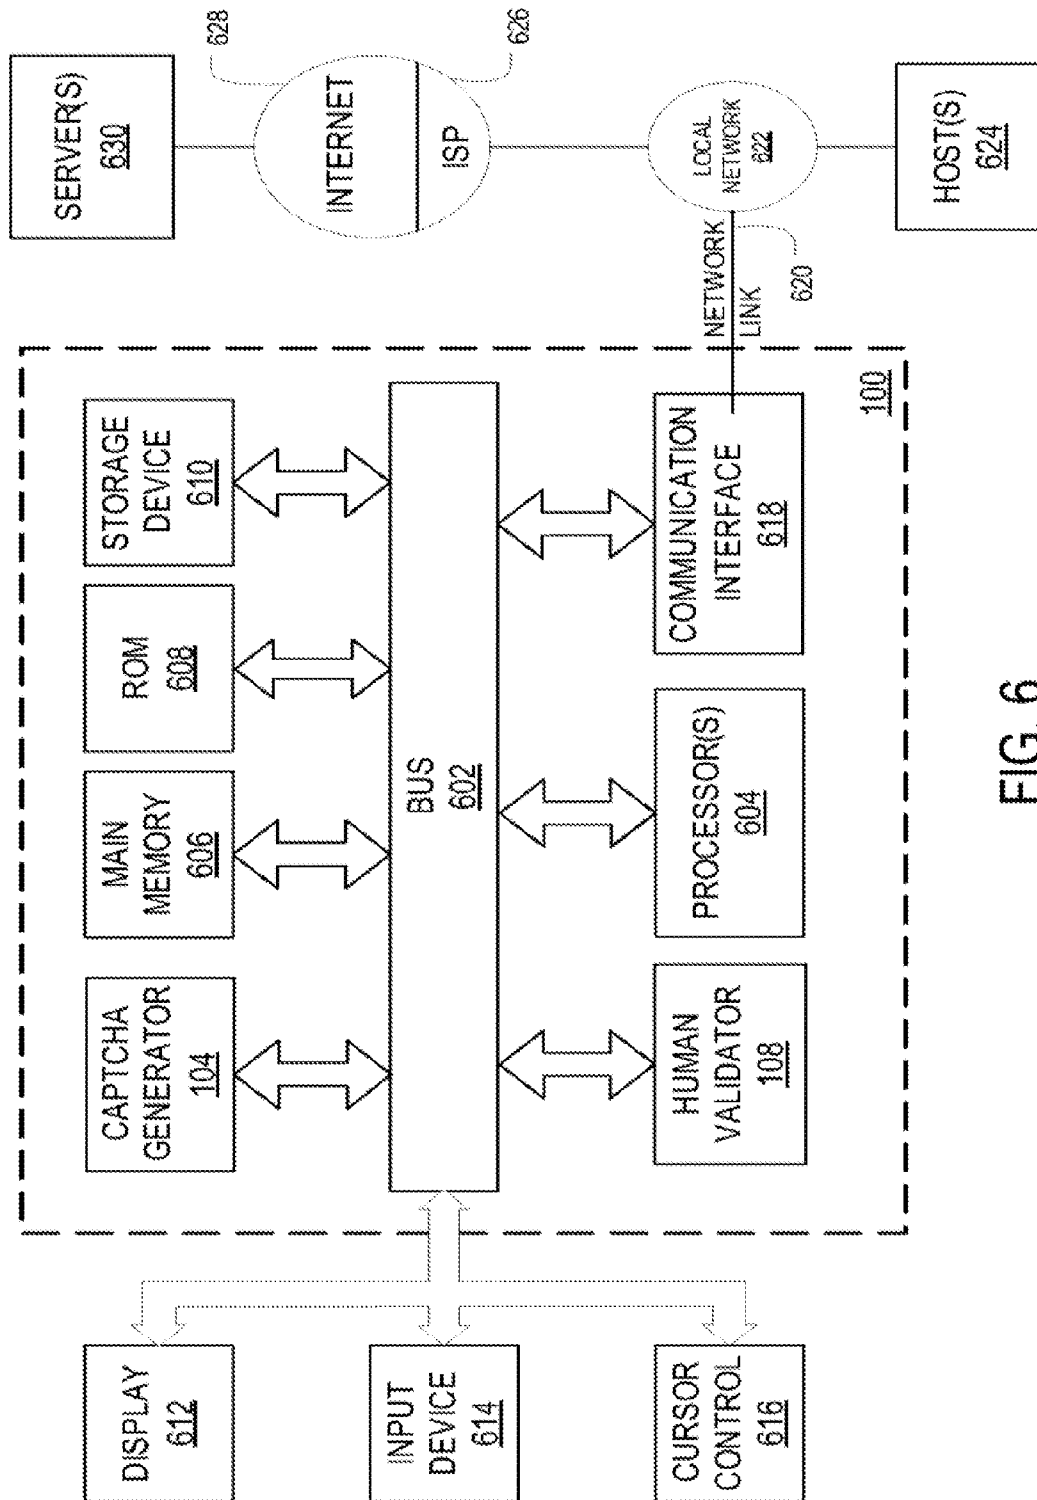 DISPLAY
612
INPUT
DEVICE
614
CURSOR
CONTROL
616
CAPTCHA
GENERATOR
104
MAIN
MEMORY
606
ROM
608
STORAGE
DEVICE
610
BUS
602
HUMAN
VALIDATOR
108
PROCESSOR(S)
604
COMMUNICATION
INTERFACE
618
100
SERVER(S)
630
628
INTERNET
ISP
626
NETWORK
LINK
620
LOCAL
NETWORK
622
HOST(S)
624
FIG. 6